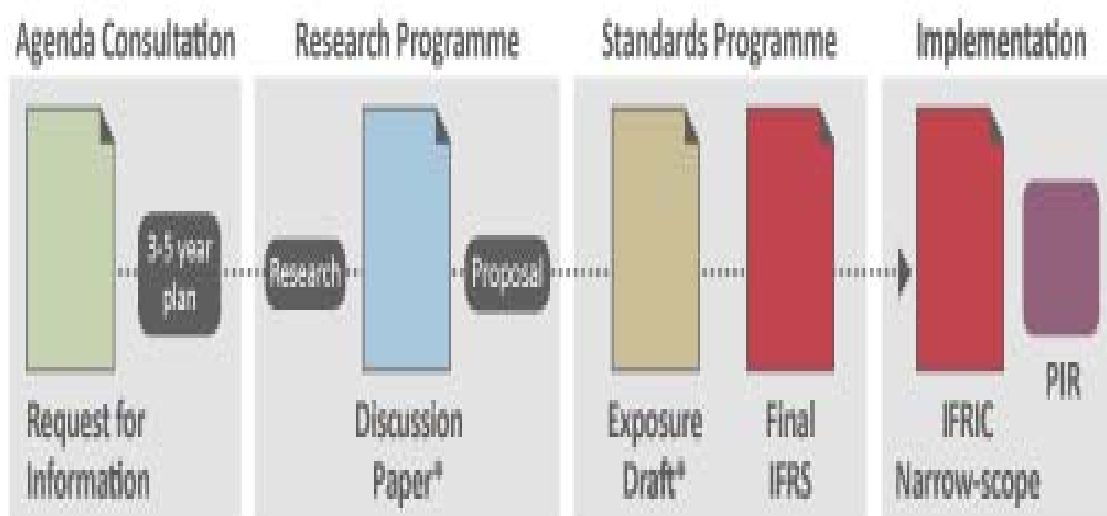 Agenda Consultation
Research Programme
Standards Programme
Implementation
3-5 year
plan
Research
Proposal
Request for
Information
Discussion
Paper*
Exposure
Draft*
Final
IFRS
IFRIC
Narrow-scope
PIR